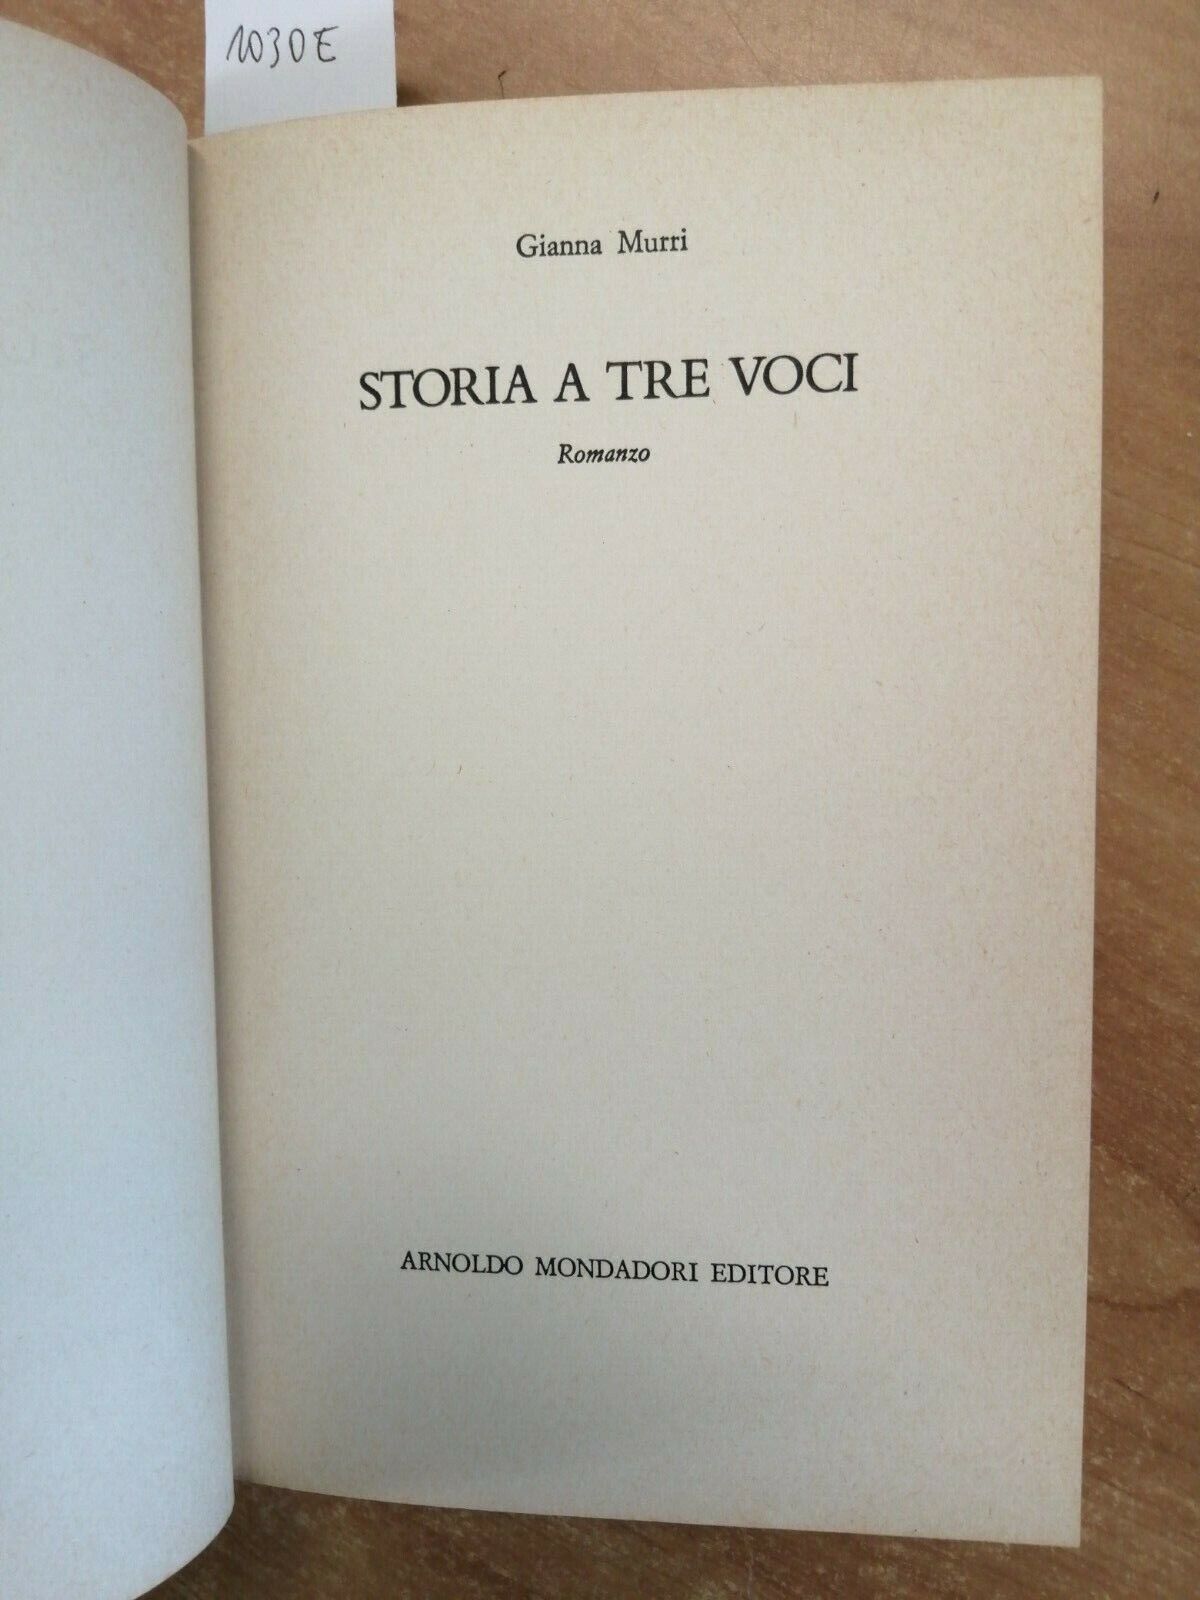 1030E
Gianna Murri
STORIA A TRE VOCI
Romanzo
ARNOLDO MONDADORI EDITORE